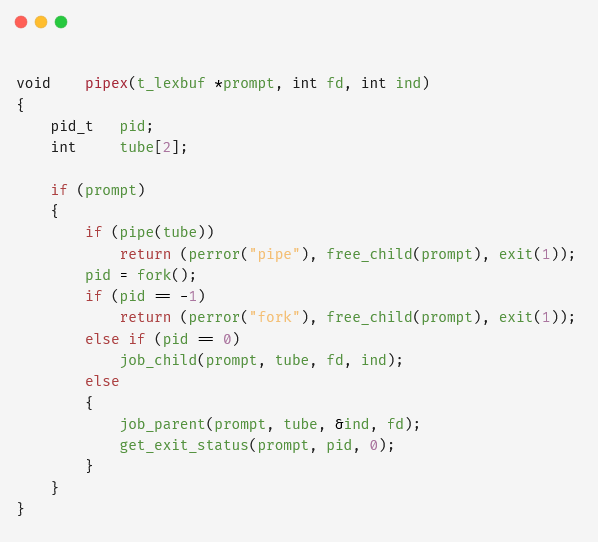 void    pipex(t_lexbuf *prompt, int fd, int ind)
{
    pid_t   pid;
    int     tube[2];

    if (prompt)
    {
        if (pipe(tube))
            return (perror("pipe"), free_child(prompt), exit(1));
        pid = fork();
        if (pid == -1)
            return (perror("fork"), free_child(prompt), exit(1));
        else if (pid == 0)
            job_child(prompt, tube, fd, ind);
        else
        {
            job_parent(prompt, tube, &ind, fd);
            get_exit_status(prompt, pid, 0);
        }
    }
}